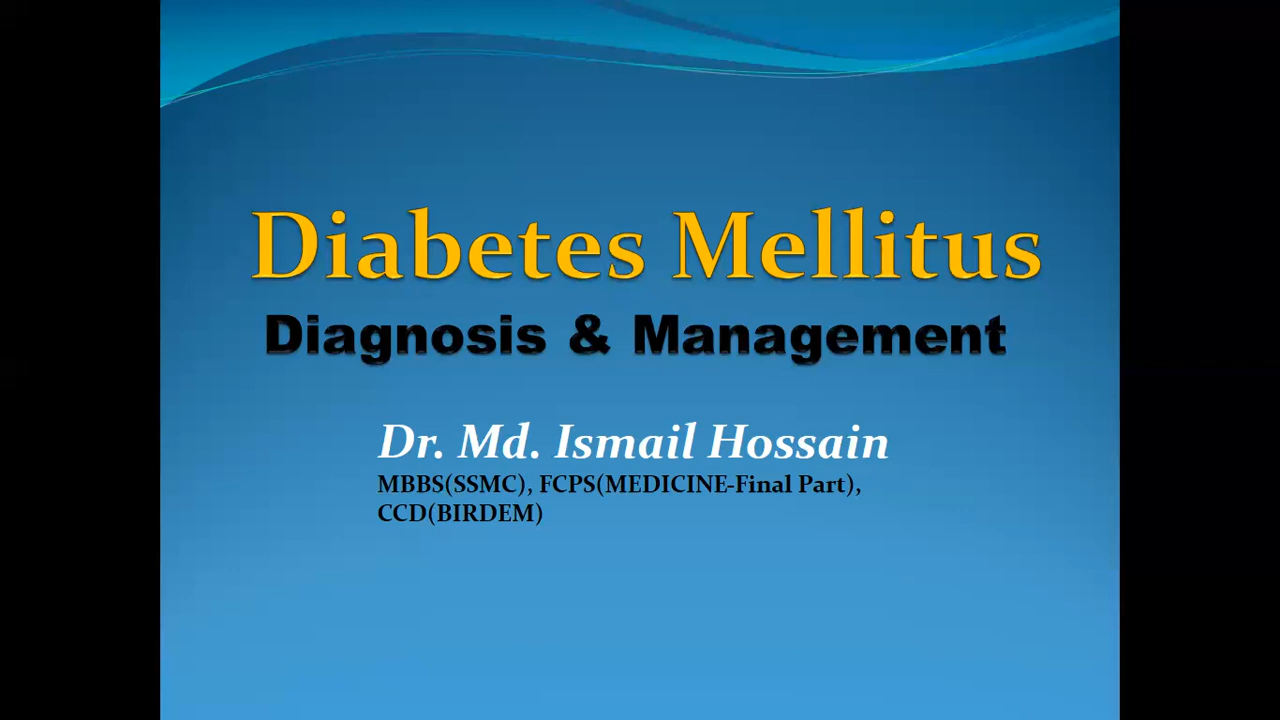 Diabetes Mellitus
Diagnosis & Management
Dr. Md. Ismail Hossain
MBBS(SSMC), FCPS(MEDICINE-Final Part),
CCD(BIRDEM)